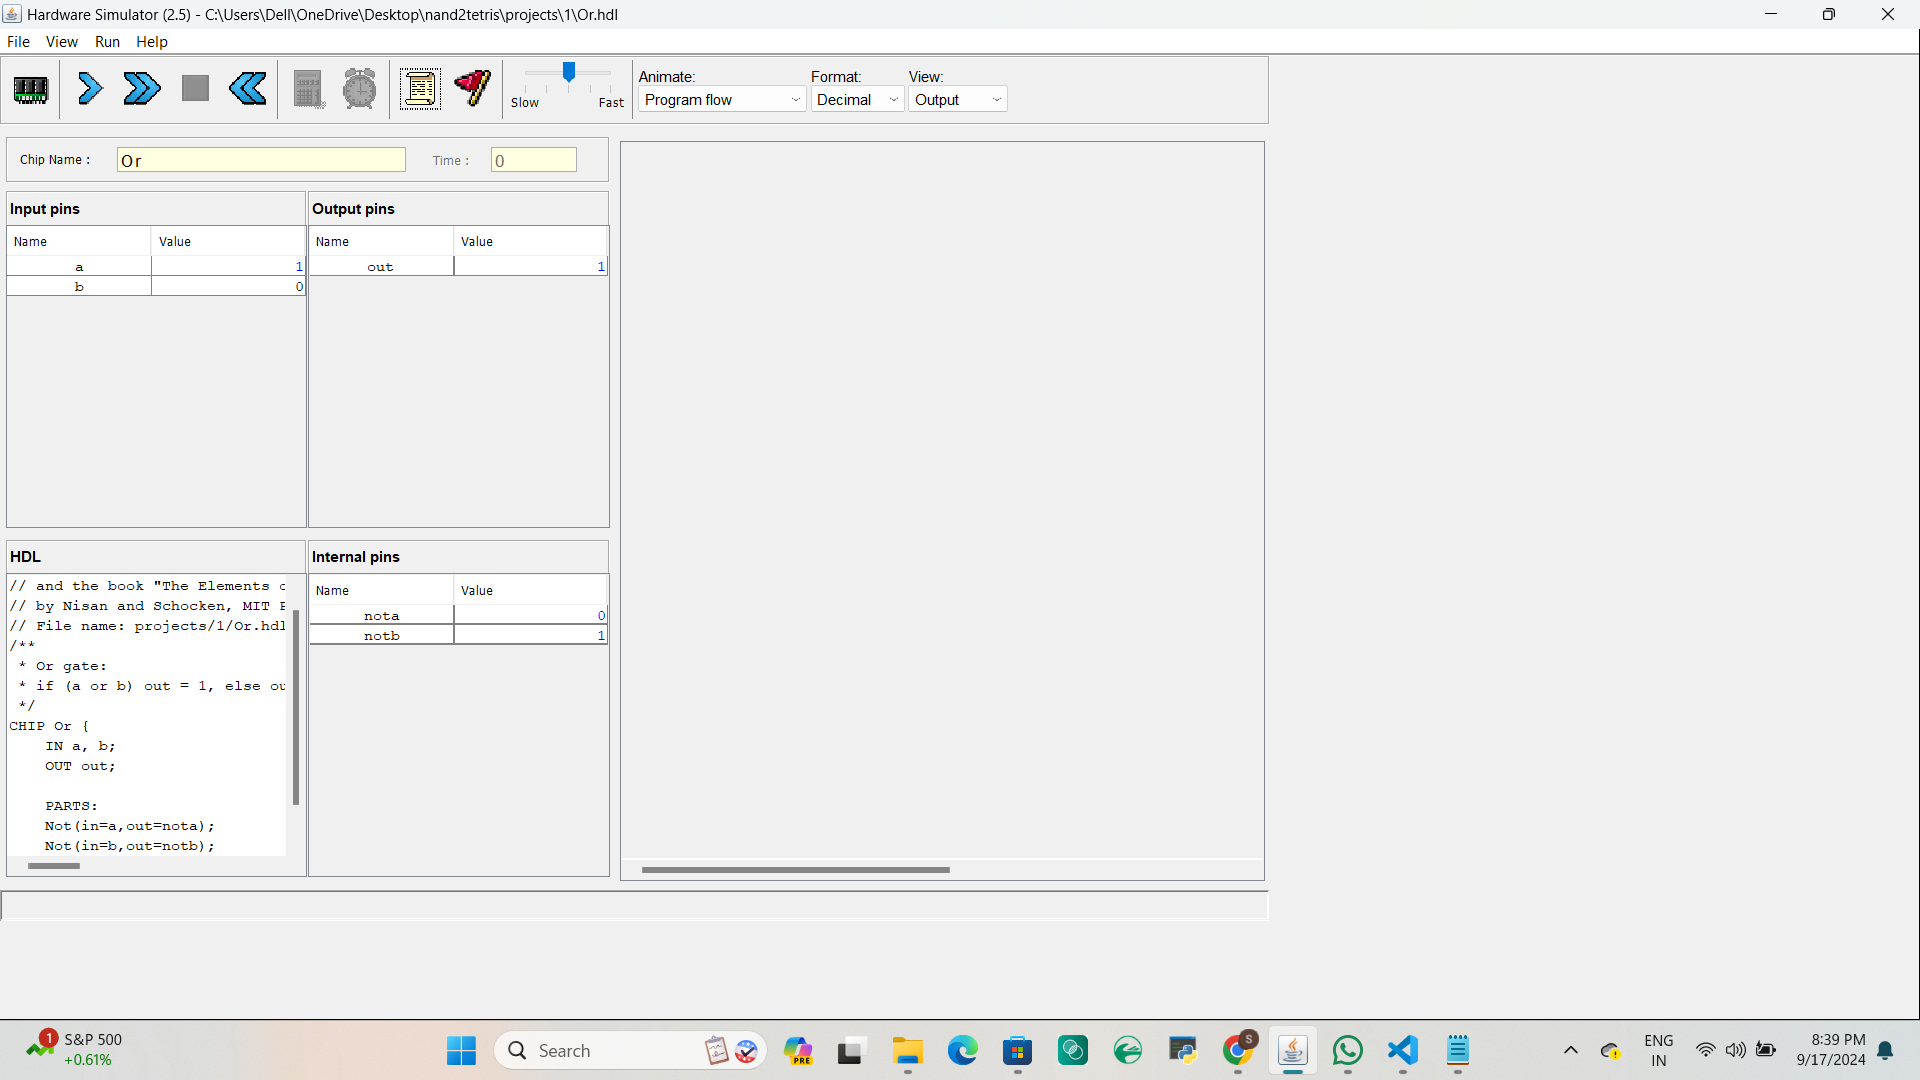 Hardware Simulator (2.5) - C:\Users\Dell\OneDrive\Desktop\nand2tetris\projects\1\Or.hdl
File View Run Help
Slow Fast
Animate: Format: View:
Program flow Decimal Output
Chip Name : Or Time : 0
Input pins Output pins
Name Value Name Value
a 1 out 1
b 0
HDL Internal pins
Name Value
nota 0
notb 1
// and the book "The Elements
// by Nisan and Schocken, MIT
// File name: projects/1/Or.hdl
/**
* Or gate:
* if (a or b) out = 1, else ou
*/
CHIP Or {
IN a, b;
OUT out;
PARTS:
Not(in=a,out=nota);
Not(in=b,out=notb);
1 S&P 500
+0.61%
Search
PRE
S
ENG
IN
8:39 PM
9/17/2024